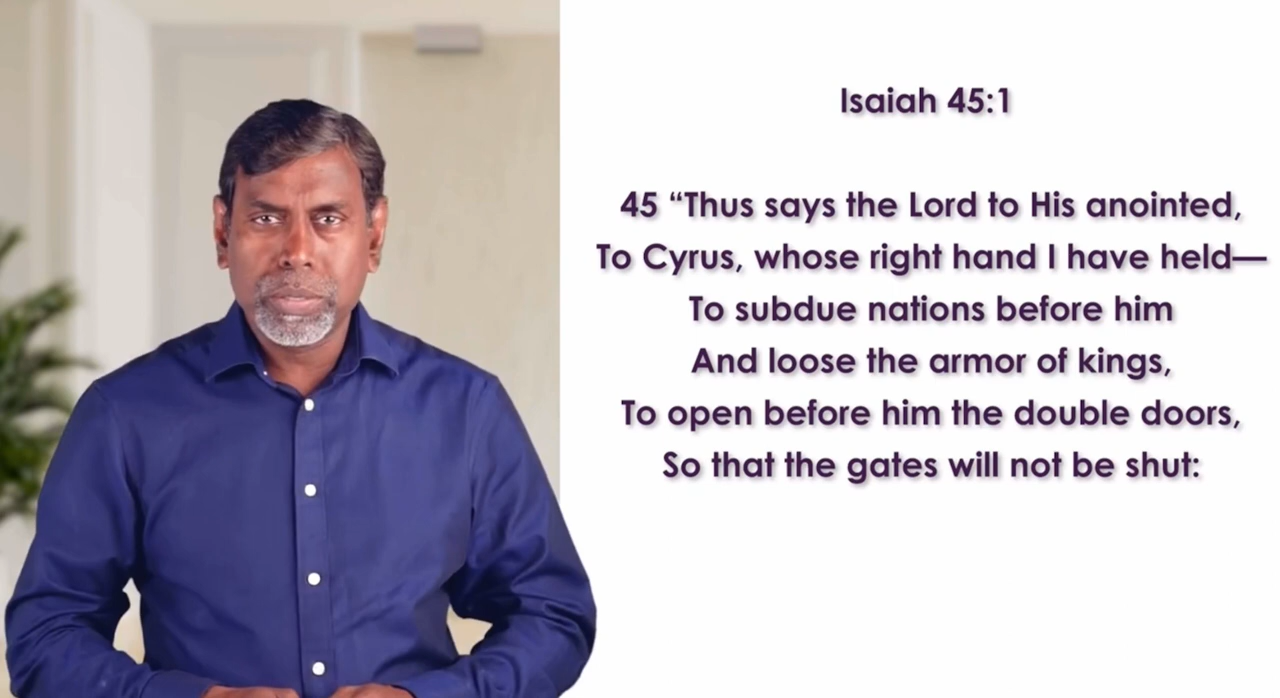 Isaiah 45:1
45 “Thus says the Lord to His anointed,
To Cyrus, whose right hand I have held—
To subdue nations before him
And loose the armor of kings,
To open before him the double doors,
So that the gates will not be shut: